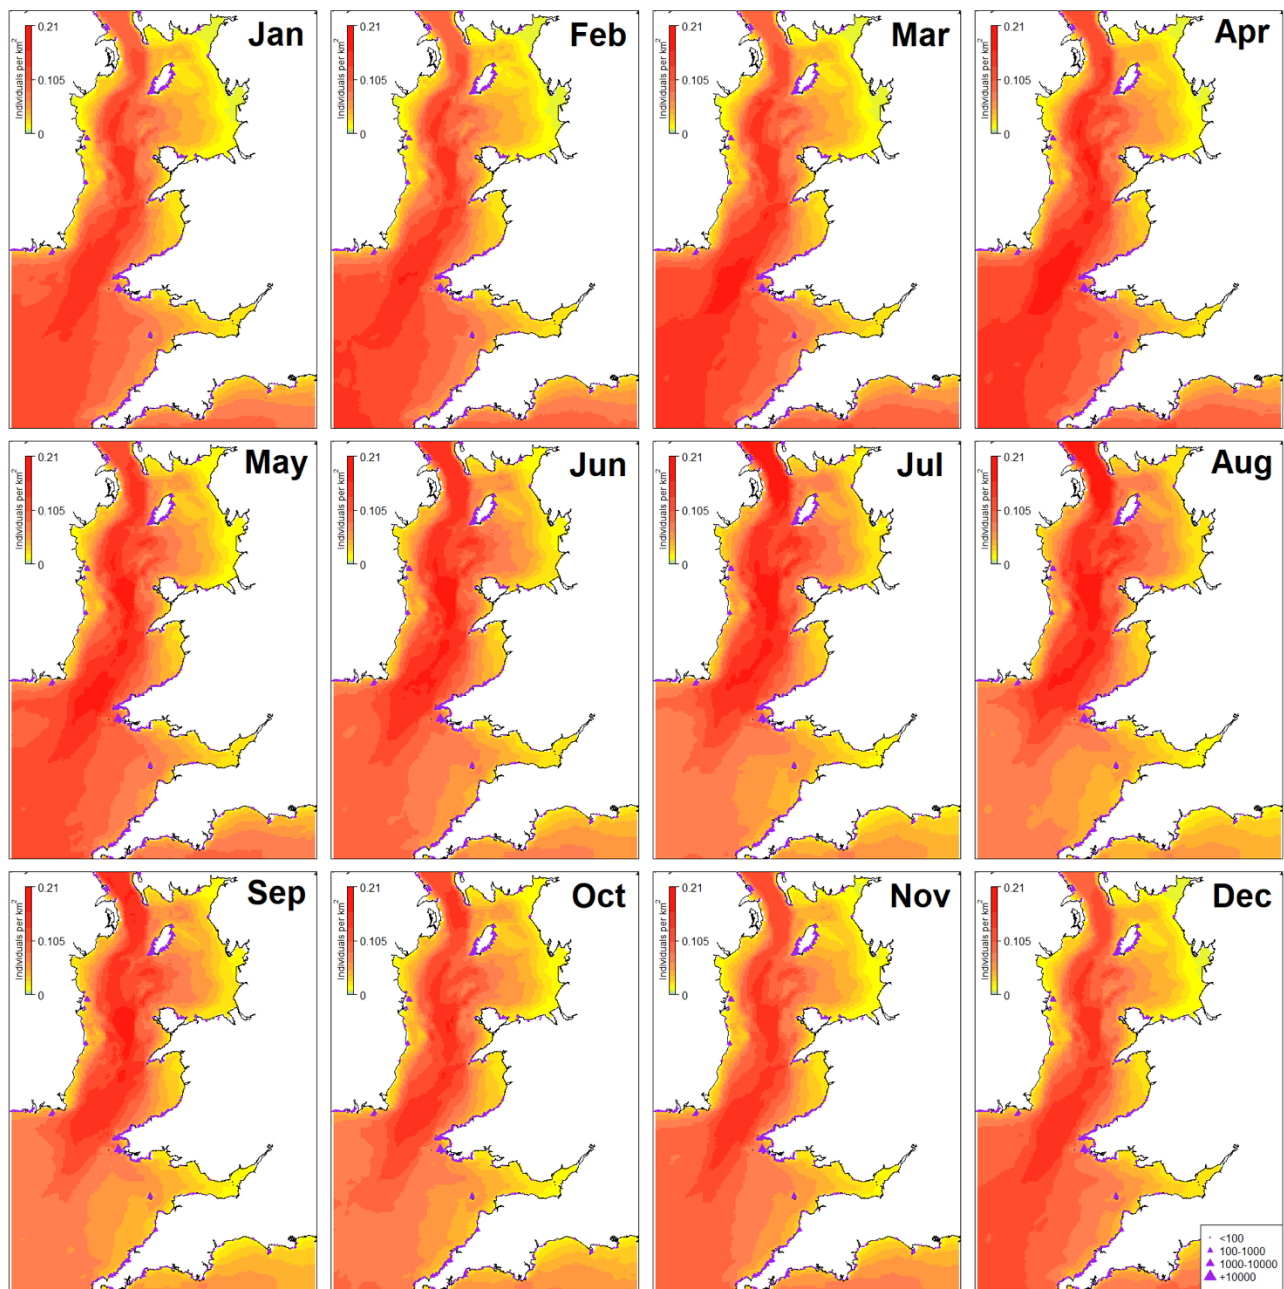 Jan
0.21
0.105
0
Individuals per km²
Feb
0.21
0.105
0
Individuals per km²
Mar
0.21
0.105
0
Individuals per km²
Apr
0.21
0.105
0
Individuals per km²
May
0.21
0.105
0
Individuals per km²
Jun
0.21
0.105
0
Individuals per km²
Jul
0.21
0.105
0
Individuals per km²
Aug
0.21
0.105
0
Individuals per km²
Sep
0.21
0.105
0
Individuals per km²
Oct
0.21
0.105
0
Individuals per km²
Nov
0.21
0.105
0
Individuals per km²
Dec
0.21
0.105
0
Individuals per km²
<100
100-1000
1000-10000
+10000